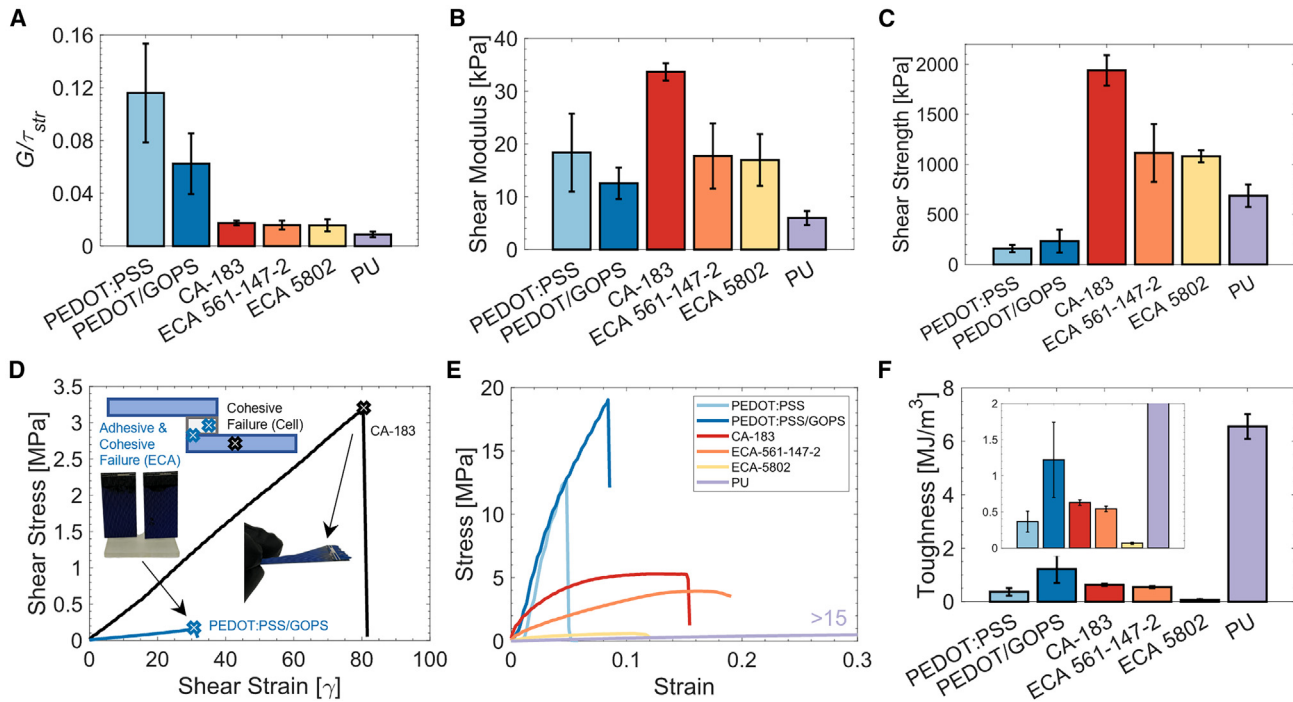 A
G/τstr
0.16
0.12
0.08
0.04
0
PEDOT:PSS
PEDOT/GOPS
CA-183
ECA 561-147-2
ECA 5802
PU
B
Shear Modulus [kPa]
40
30
20
10
0
PEDOT:PSS
PEDOT/GOPS
CA-183
ECA 561-147-2
ECA 5802
PU
C
Shear Strength [kPa]
2000
1500
1000
500
0
PEDOT:PSS
PEDOT/GOPS
CA-183
ECA 561-147-2
ECA 5802
PU
D
Shear Stress [MPa]
3.5
3
2.5
2
1.5
1
0.5
0
0 20 40 60 80 100
Shear Strain [γ]
Adhesive &
Cohesive
Failure (ECA)
Cohesive
Failure (Cell)
CA-183
PEDOT:PSS/GOPS
E
Stress [MPa]
20
15
10
5
0
0 0.1 0.2 0.3
Strain
PEDOT:PSS
PEDOT:PSS/GOPS
CA-183
ECA-561-147-2
ECA-5802
PU
>15
F
Toughness [MJ/m³]
8
6
4
2
0
2
1.5
1
0.5
0
PEDOT:PSS
PEDOT/GOPS
CA-183
ECA 561-147-2
ECA 5802
PU